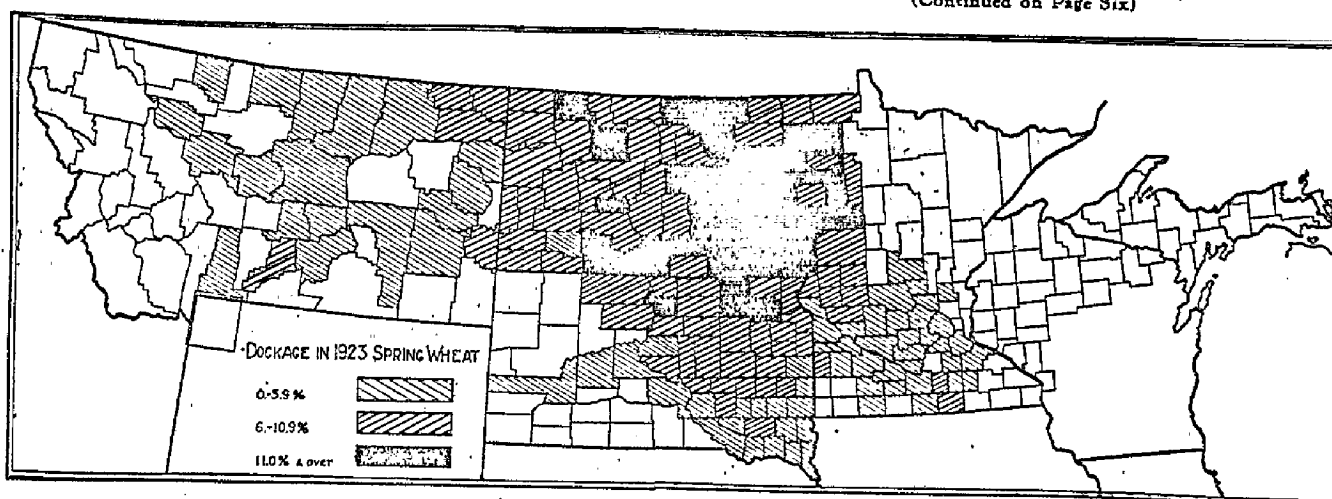 (Continued on Page Six)
DOCKAGE IN 1923 SPRING WHEAT
0.-5.9 %
6.-10.9%
11.0% & OVER